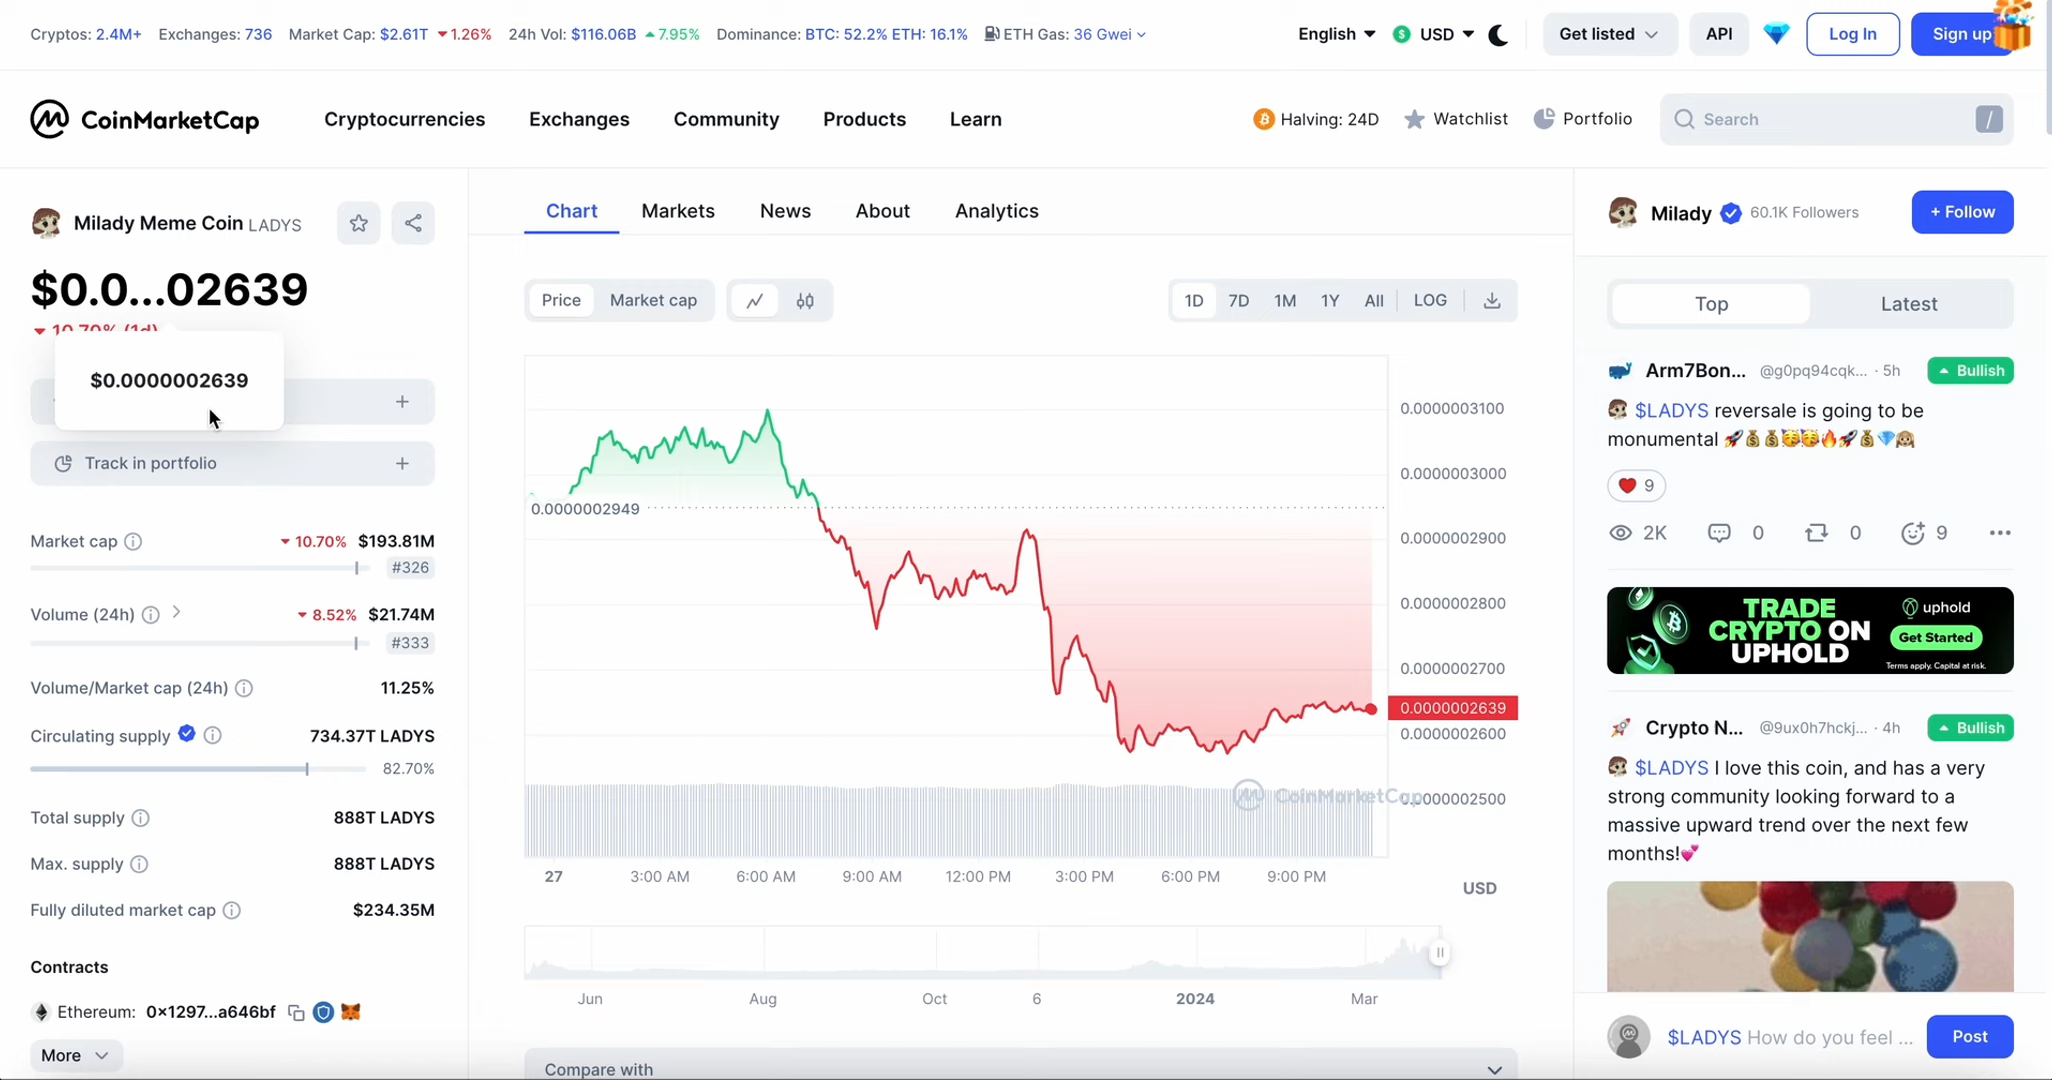 Cryptos: 2.4M+ Exchanges: 736 Market Cap: $2.61T 1.26% 24h Vol: $116.06B 7.95% Dominance: BTC: 52.2% ETH: 16.1% ETH Gas: 36 Gwei English USD Get listed API Log In Sign up
CoinMarketCap Cryptocurrencies Exchanges Community Products Learn Halving: 24D Watchlist Portfolio Search /
Milady Meme Coin LADYS
$0.0...02639
10.70% (1d)
$0.0000002639
Track in portfolio
Market cap 10.70% $193.81M
#326
Volume (24h) 8.52% $21.74M
#333
Volume/Market cap (24h) 11.25%
Circulating supply 734.37T LADYS
82.70%
Total supply 888T LADYS
Max. supply 888T LADYS
Fully diluted market cap $234.35M
Contracts
Ethereum: 0x1297...a646bf
More
Chart Markets News About Analytics
Price Market cap 1D 7D 1M 1Y All LOG
0.0000003100
0.0000003000
0.0000002949
0.0000002900
0.0000002800
0.0000002700
0.0000002639
0.0000002600
CoinMarketCap
0.0000002500
27 3:00 AM 6:00 AM 9:00 AM 12:00 PM 3:00 PM 6:00 PM 9:00 PM
USD
Jun Aug Oct 6 2024 Mar
Compare with
Milady 60.1K Followers + Follow
Top Latest
Arm7Bon... @g0pq94cqk... · 5h Bullish
$LADYS reversale is going to be
monumental 🚀💰💰🥳🥳🔥🚀💰💎🙉
9
2K 0 0 9
TRADE
CRYPTO ON
UPHOLD
uphold
Get Started
Terms apply. Capital at risk.
Crypto N... @9ux0h7hckj... · 4h Bullish
$LADYS I love this coin, and has a very
strong community looking forward to a
massive upward trend over the next few
months!💕
$LADYS How do you feel ... Post